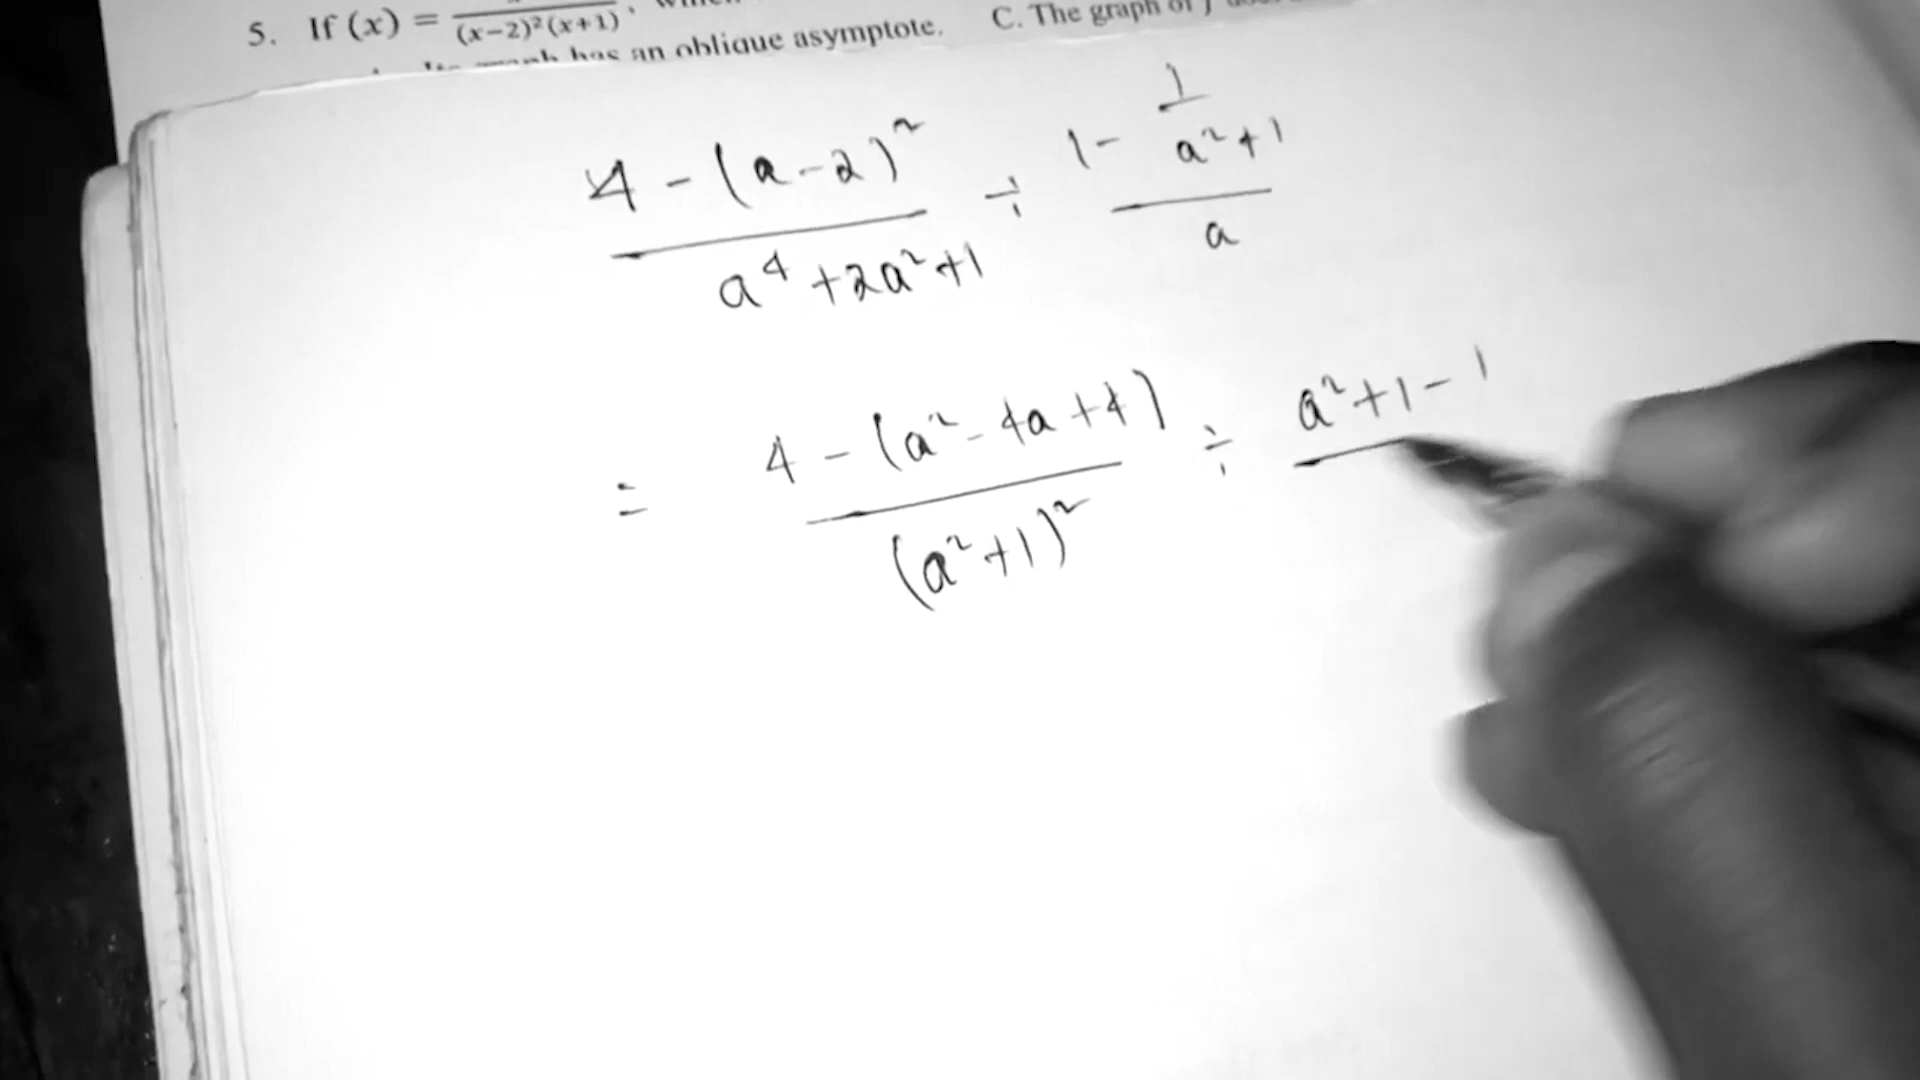 5. If (x) = (x−2)²(x+1)
has an oblique asymptote. C. The graph of
(4 - (a-2)²)/(a⁴+2a²+1) ÷ (1 - 1/(a²+1))/a
= (4 - (a²-4a+4))/(a²+1)² ÷ a²+1-1